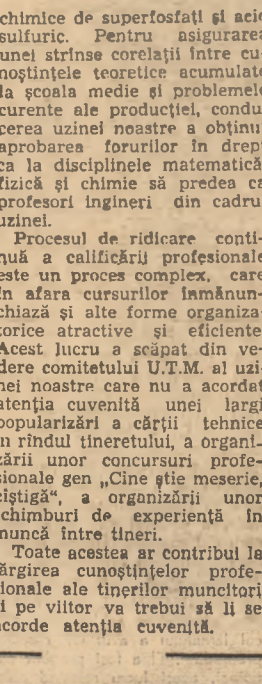 chimice de superfosfați și acid
sulfuric. Pentru asigurarea
unei strînse corelații între cu-
noștințele teoretice acumulate
la școala medie și problemele
curente ale producției, condu-
cerea uzinei noastre a obținut
aprobarea forurilor în drept
ca la disciplinele matematică
fizică și chimie să predea ca
profesori ingineri din cadrul
uzinei.
Procesul de ridicare conti-
nuă a calificării profesionale
este un proces complex, care
în afara cursurilor înmănun-
chiază și alte forme organiza-
torice atractive și eficiente
Acest lucru a scăpat din ve-
dere comitetului U.T.M. al uzi-
nei noastre care nu a acordat
atenția cuvenită unei largi
popularizări a cărții tehnice
în rîndul tineretului, a organi-
zării unor concursuri profe-
sionale gen „Cine știe meserie,
cîștigă“, a organizării unor
schimburi de experiență în
muncă între tineri.
Toate acestea ar contribui la
lărgirea cunoștințelor profe-
sionale ale tinerilor muncitori
și pe viitor va trebui să li se
acorde atenția cuvenită.